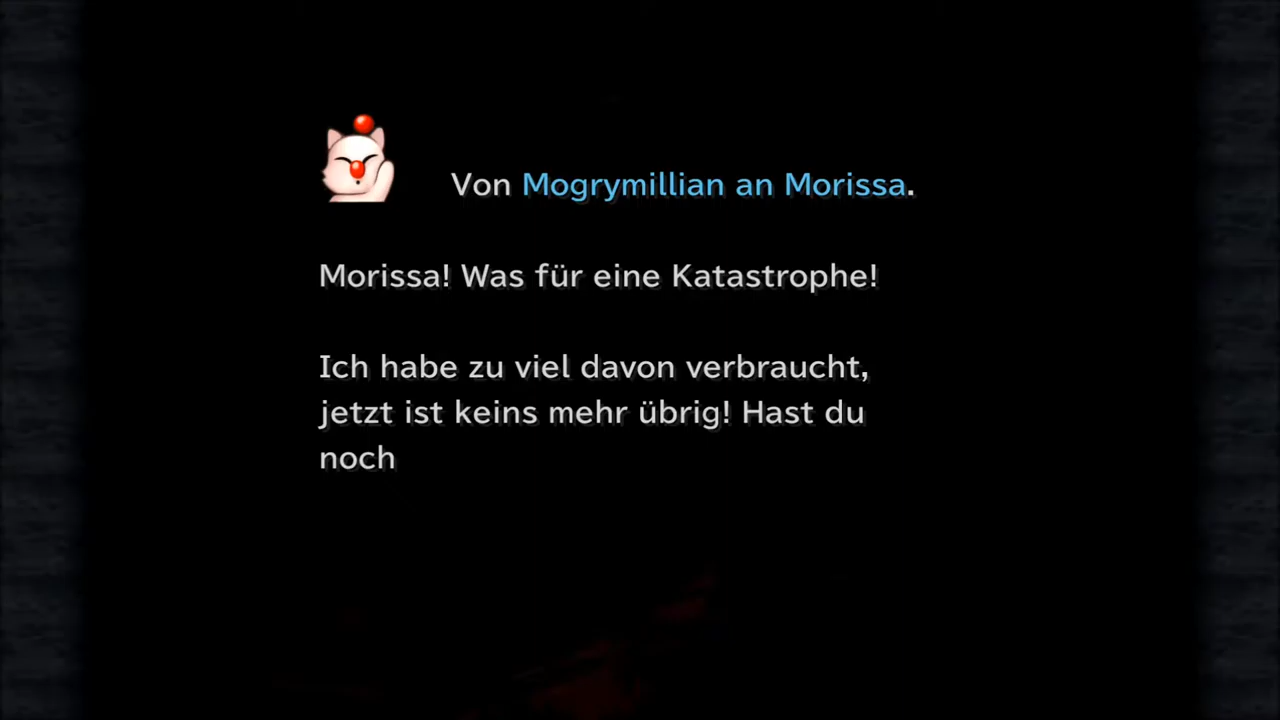 Von Mogrymillian an Morissa.
Morissa! Was für eine Katastrophe!
Ich habe zu viel davon verbraucht,
jetzt ist keins mehr übrig! Hast du
noch